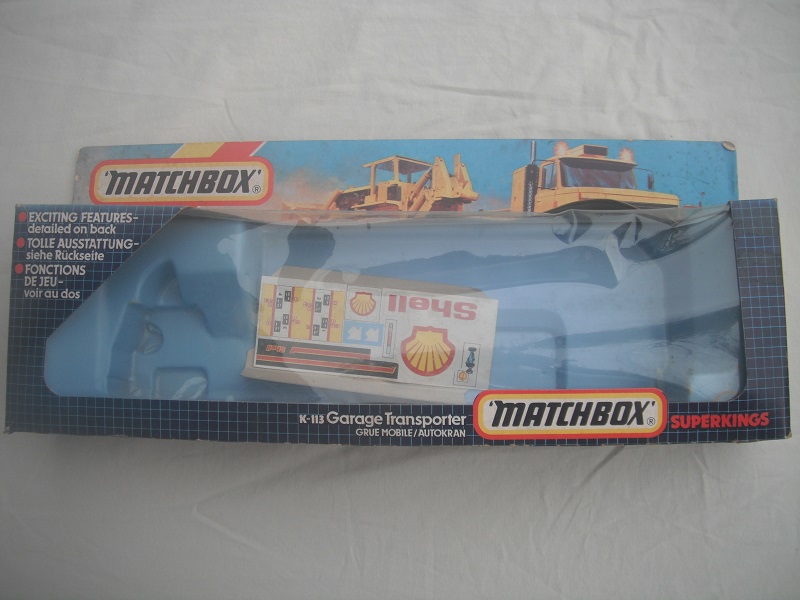 'MATCHBOX'®
EXCITING FEATURES-
detailed on back
TOLLE AUSSTATTUNG-
siehe Rückseite
FONCTIONS
DE JEU-
voir au dos
Shell
K-113 Garage Transporter
GRUE MOBILE/AUTOKRAN
'MATCHBOX'®
SUPERKINGS